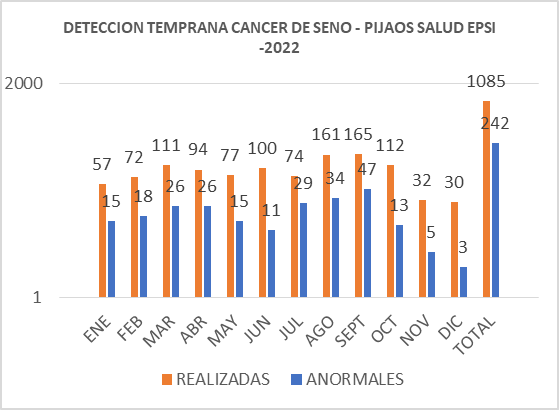 DETECCION TEMPRANA CANCER DE SENO - PIJAOS SALUD EPSI
-2022
2000
1
57 72 111 94 77 100 74 161 165 112 32 30 1085
15 18 26 26 15 11 29 34 47 13 5 3 242
ENE FEB MAR ABR MAY JUN JUL AGO SEPT OCT NOV DIC TOTAL
REALIZADAS ANORMALES